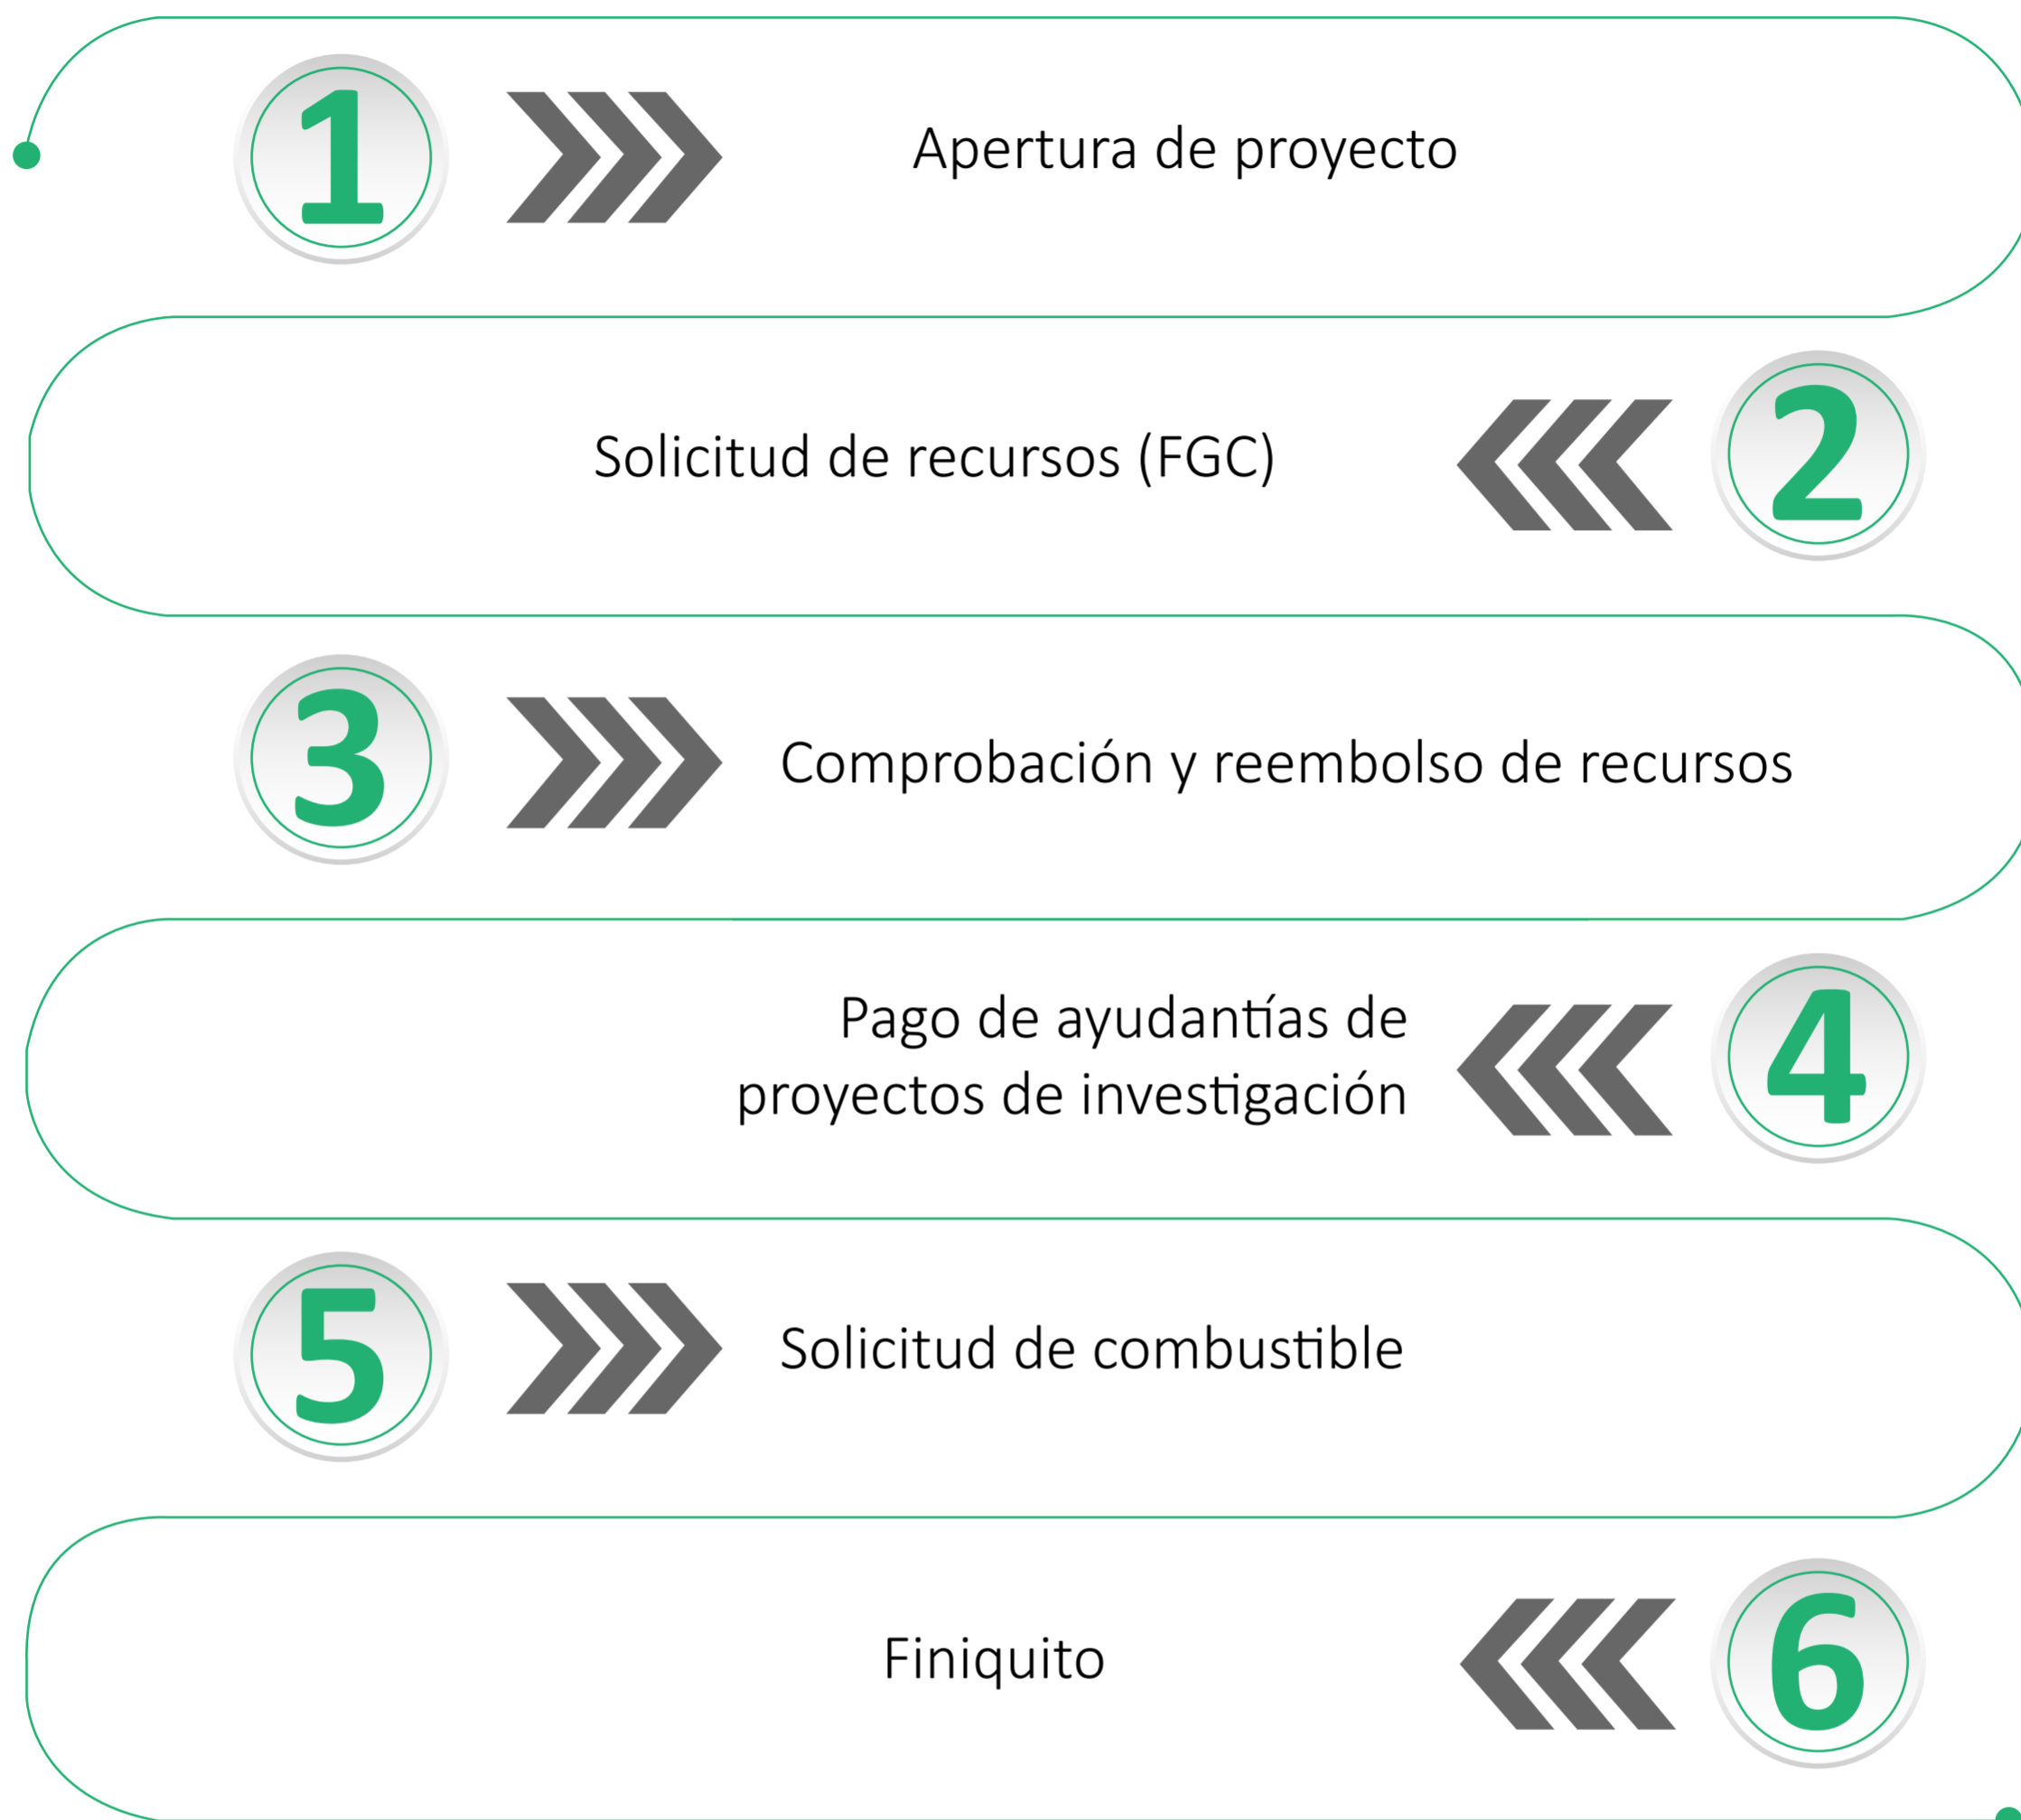 1
Apertura de proyecto
2
Solicitud de recursos (FGC)
3
Comprobación y reembolso de recursos
4
Pago de ayudantías de
proyectos de investigación
5
Solicitud de combustible
6
Finiquito